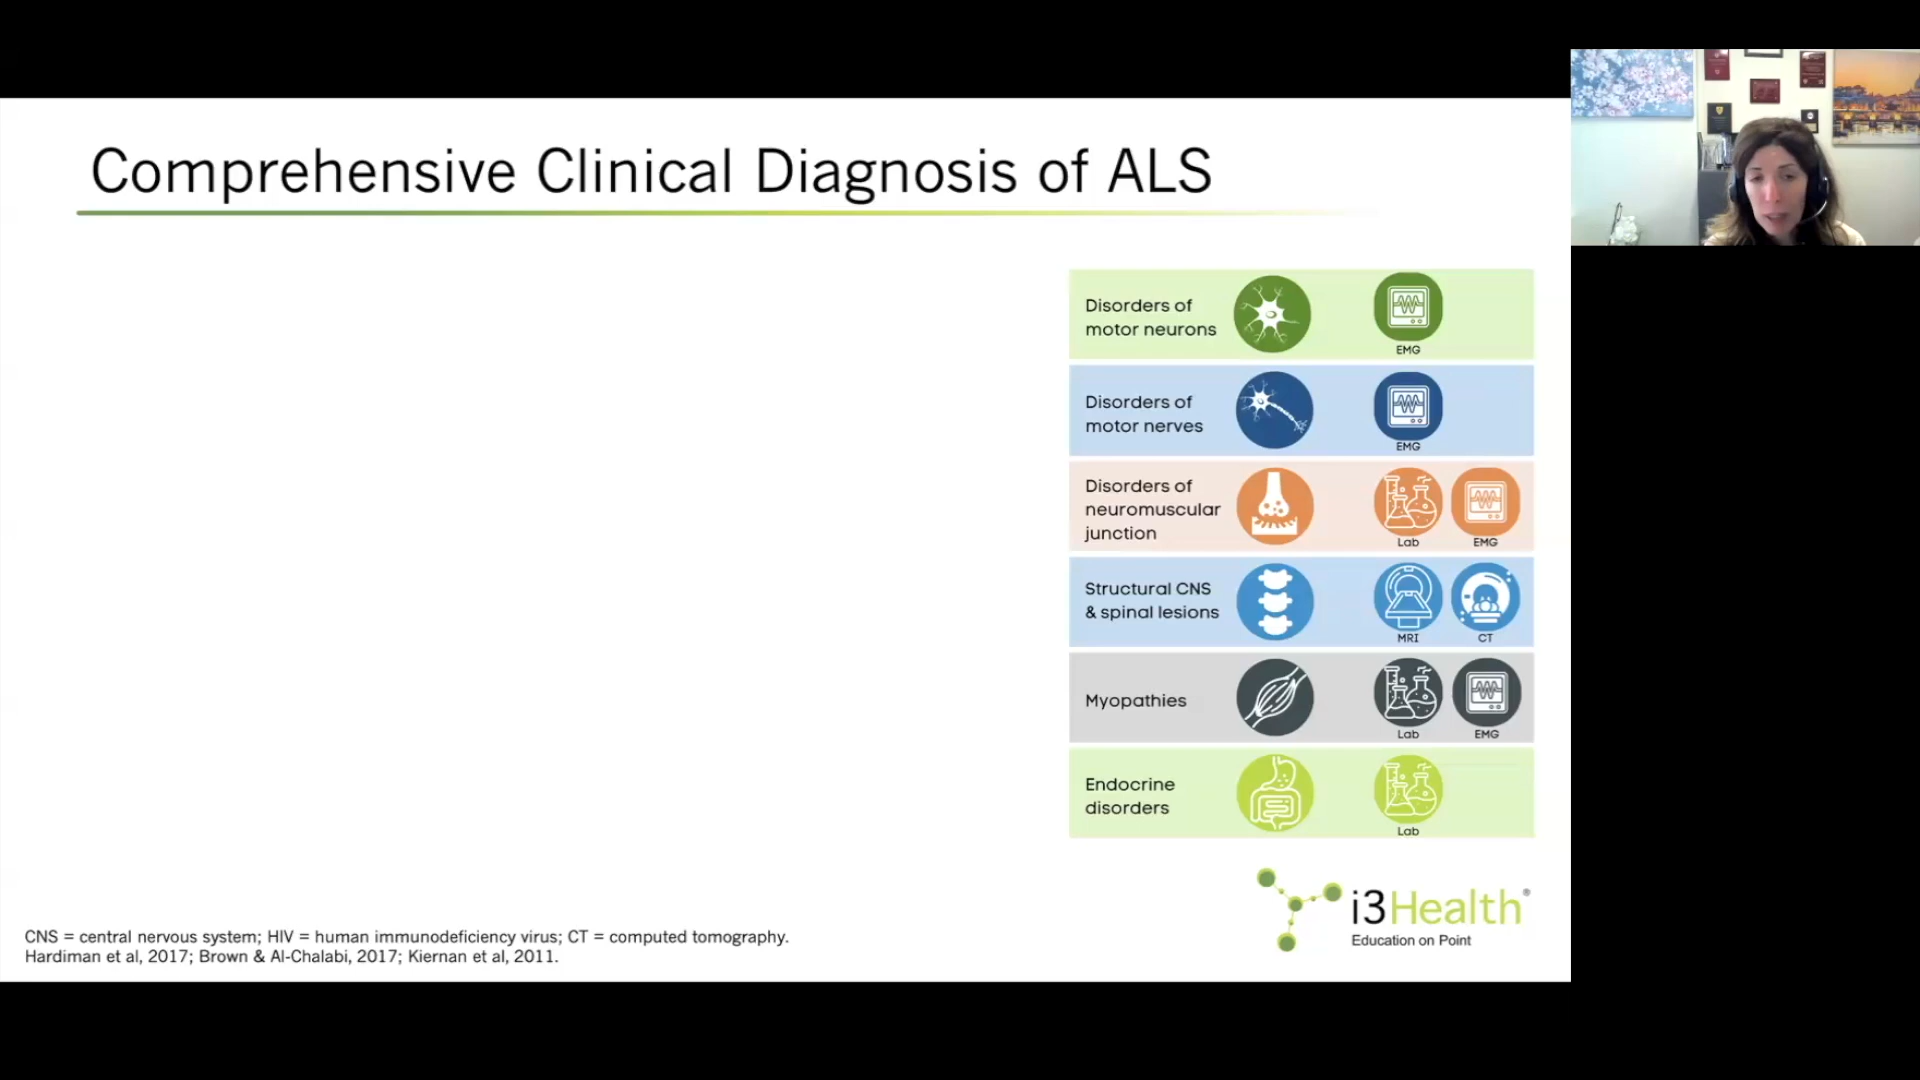 Comprehensive Clinical Diagnosis of ALS
Disorders of
motor neurons
EMG
Disorders of
motor nerves
EMG
Disorders of
neuromuscular
junction
Lab
EMG
Structural CNS
& spinal lesions
MRI
CT
Myopathies
Lab
EMG
Endocrine
disorders
Lab
i3Health®
Education on Point
CNS = central nervous system; HIV = human immunodeficiency virus; CT = computed tomography.
Hardiman et al, 2017; Brown & Al-Chalabi, 2017; Kiernan et al, 2011.